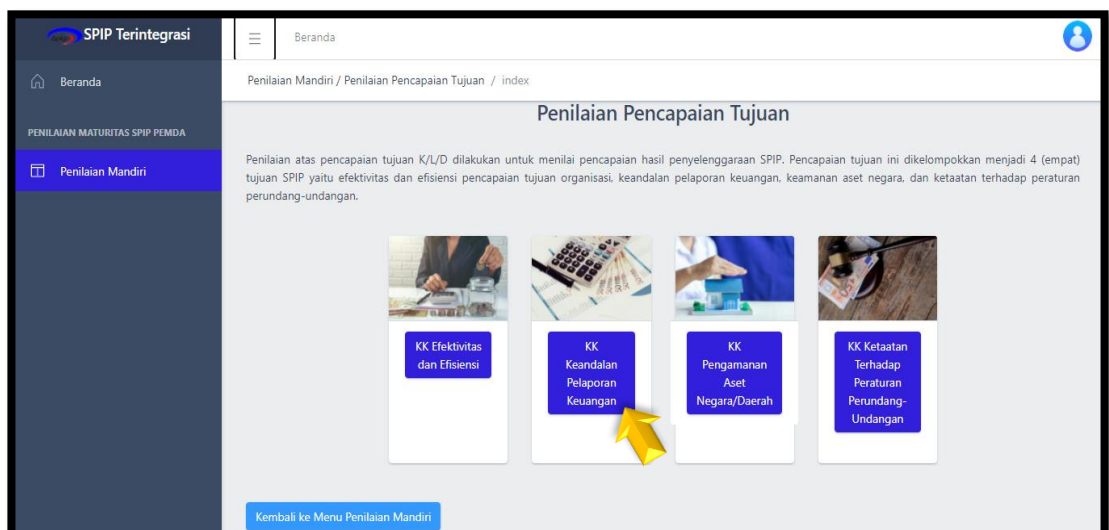 SPIP Terintegrasi
Beranda
Beranda
Penilaian Mandiri / Penilaian Pencapaian Tujuan / index
PENILAIAN MATURITAS SPIP PEMDA
Penilaian Mandiri
Penilaian Pencapaian Tujuan
Penilaian atas pencapaian tujuan K/L/D dilakukan untuk menilai pencapaian hasil penyelenggaraan SPIP. Pencapaian tujuan ini dikelompokkan menjadi 4 (empat)
tujuan SPIP yaitu efektivitas dan efisiensi pencapaian tujuan organisasi, keandalan pelaporan keuangan, keamanan aset negara, dan ketaatan terhadap peraturan
perundang-undangan.
KK Efektivitas
dan Efisiensi
KK
Keandalan
Pelaporan
Keuangan
KK
Pengamanan
Aset
Negara/Daerah
KK Ketaatan
Terhadap
Peraturan
Perundang-
Undangan
Kembali ke Menu Penilaian Mandiri